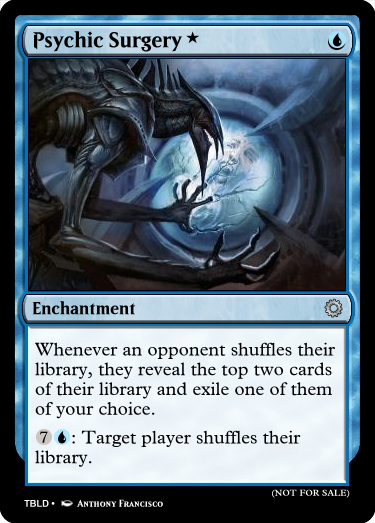 Psychic Surgery ★
Enchantment
Whenever an opponent shuffles their
library, they reveal the top two cards
of their library and exile one of them
of your choice.
7: Target player shuffles their
library.
(NOT FOR SALE)
TBLD • Anthony Francisco